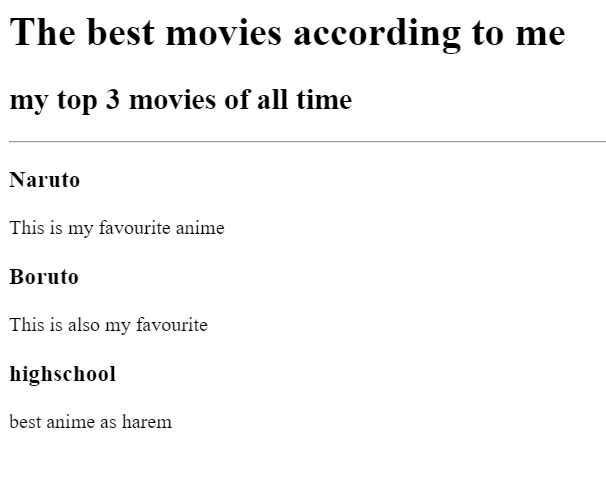 The best movies according to me
my top 3 movies of all time
Naruto
This is my favourite anime
Boruto
This is also my favourite
highschool
best anime as harem